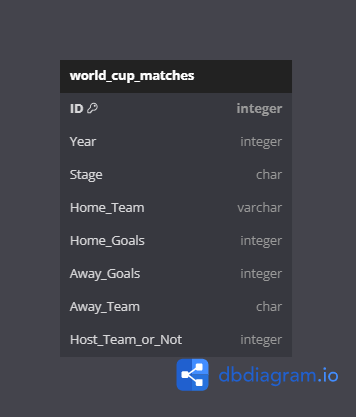 world_cup_matches
ID integer
Year integer
Stage char
Home_Team varchar
Home_Goals integer
Away_Goals integer
Away_Team char
Host_Team_or_Not integer
dbdiagram.io